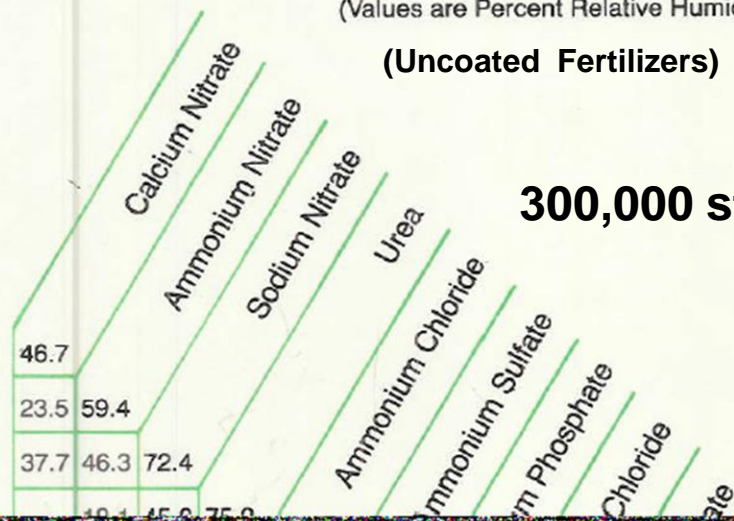 (Values are Percent Relative Humi
(Uncoated Fertilizers)
300,000 s
Calcium Nitrate
Ammonium Nitrate
Sodium Nitrate
Urea
Ammonium Chloride
mmonium Sulfate
m Phosphate
Chloride
ate
46.7
23.5 59.4
37.7 46.3 72.4